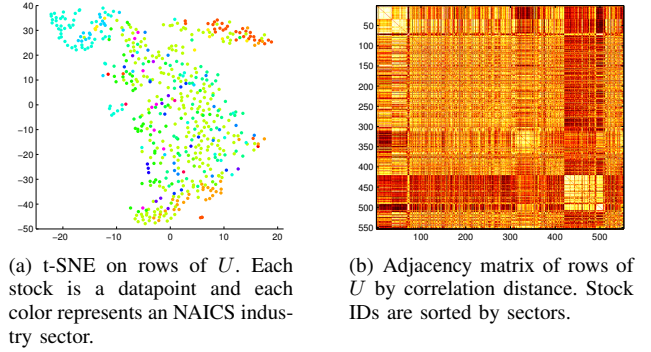 40
30
20
10
0
−10
−20
−30
−40
−50
−20 −10 0 10 20
50
100
150
200
250
300
350
400
450
500
550
100 200 300 400 500
(a) t-SNE on rows of U. Each
stock is a datapoint and each
color represents an NAICS indus-
try sector.
(b) Adjacency matrix of rows of
U by correlation distance. Stock
IDs are sorted by sectors.